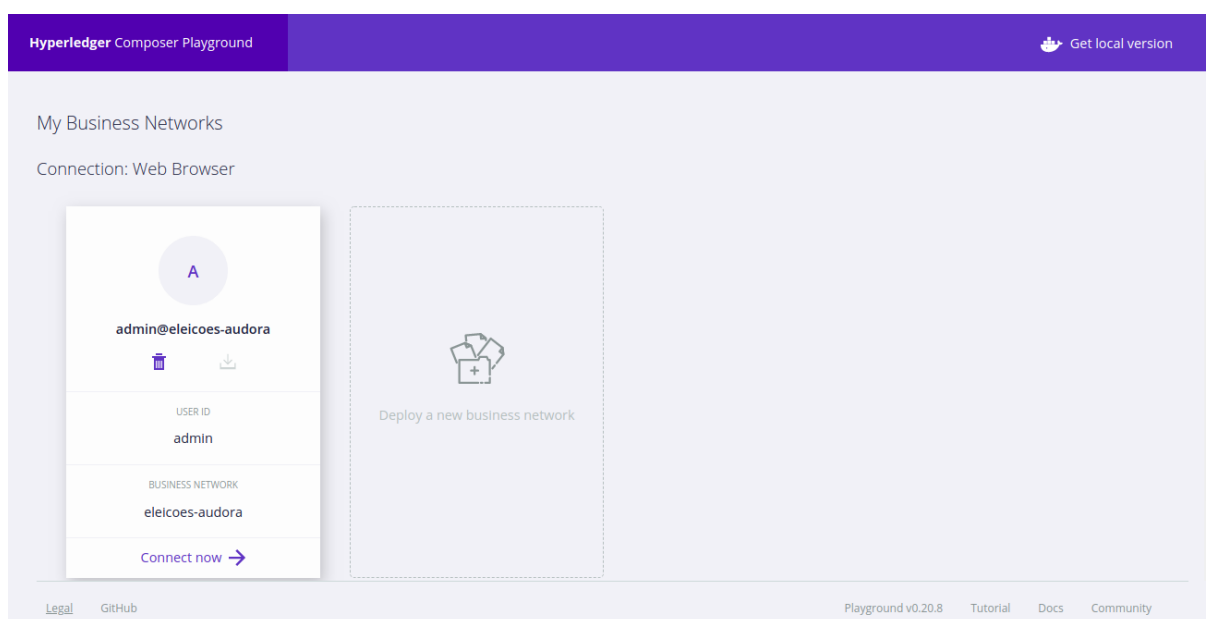 Hyperledger Composer Playground
Get local version
My Business Networks
Connection: Web Browser
A
admin@eleicoes-audora
USER ID
admin
BUSINESS NETWORK
eleicoes-audora
Connect now
Deploy a new business network
Legal GitHub
Playground v0.20.8 Tutorial Docs Community